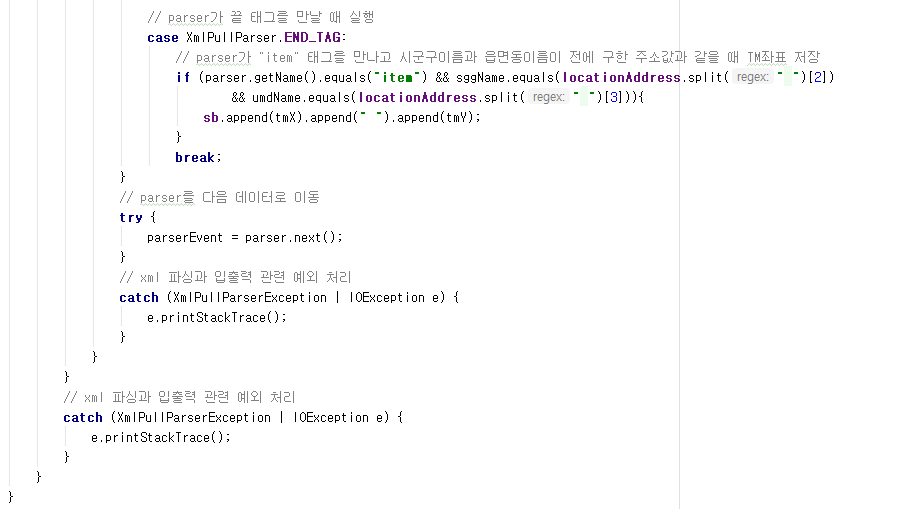 // parser가 끝 태그를 만날 때 실행
case XmlPullParser.END_TAG:
// parser가 "item" 태그를 만나고 시군구이름과 읍면동이름이 전에 구한 주소값과 같을 때 TM좌표 저장
if (parser.getName().equals("item") && sggName.equals(locationAddress.split( regex: " ")[2])
&& umdName.equals(locationAddress.split( regex: " ")[3])){
sb.append(tmX).append(" ").append(tmY);
}
break;
}
// parser를 다음 데이터로 이동
try {
parserEvent = parser.next();
}
// xml 파싱과 입출력 관련 예외 처리
catch (XmlPullParserException | IOException e) {
e.printStackTrace();
}
}
}
// xml 파싱과 입출력 관련 예외 처리
catch (XmlPullParserException | IOException e) {
e.printStackTrace();
}
}
}